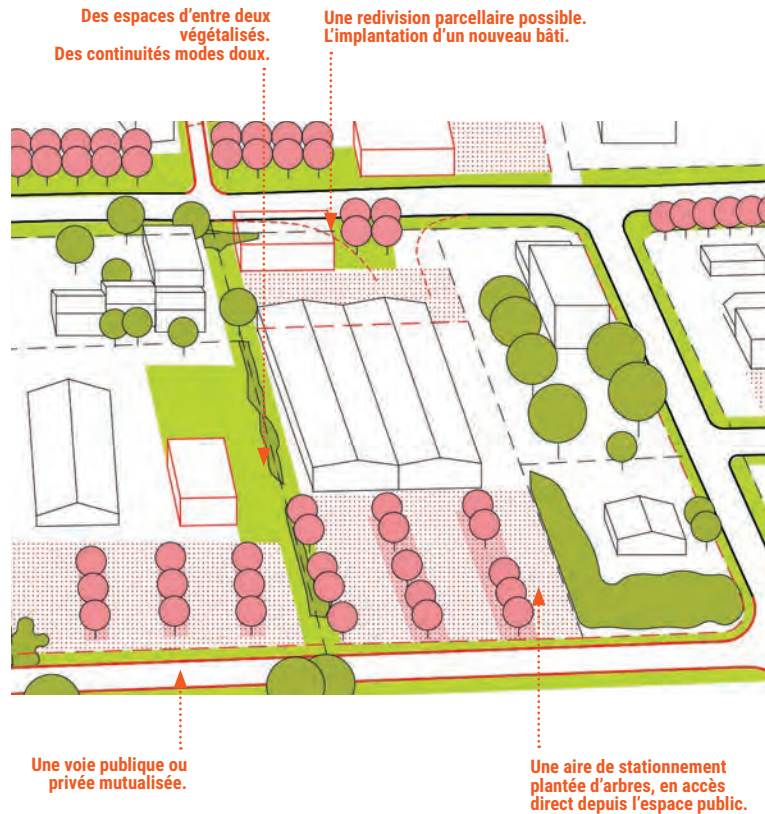 Des espaces d’entre deux
végétalisés.
Des continuités modes doux.
Une redivision parcellaire possible.
L’implantation d’un nouveau bâti.
Une voie publique ou
privée mutualisée.
Une aire de stationnement
plantée d’arbres, en accès
direct depuis l’espace public.